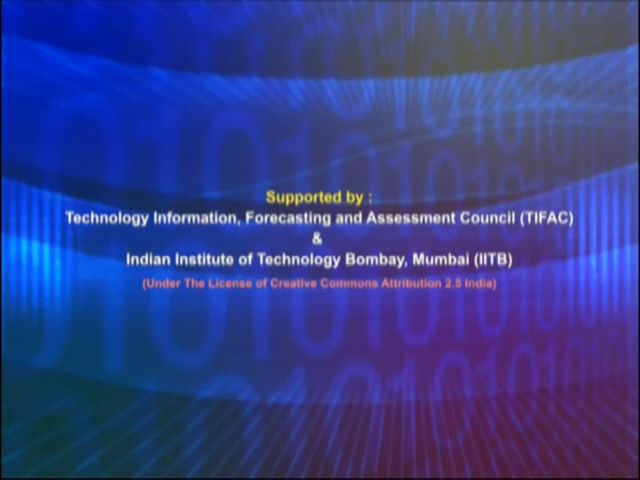 Supported by :
Technology Information, Forecasting and Assessment Council (TIFAC)
&
Indian Institute of Technology Bombay, Mumbai (IITB)
(Under The License of Creative Commons Attribution 2.5 India)